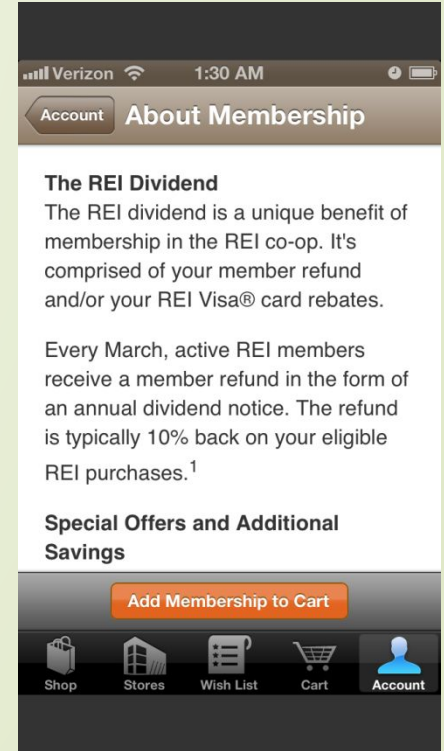 Verizon 1:30 AM
Account About Membership
The REI Dividend
The REI dividend is a unique benefit of
membership in the REI co-op. It's
comprised of your member refund
and/or your REI Visa® card rebates.
Every March, active REI members
receive a member refund in the form of
an annual dividend notice. The refund
is typically 10% back on your eligible
REI purchases.¹
Special Offers and Additional
Savings
Add Membership to Cart
Shop Stores Wish List Cart Account